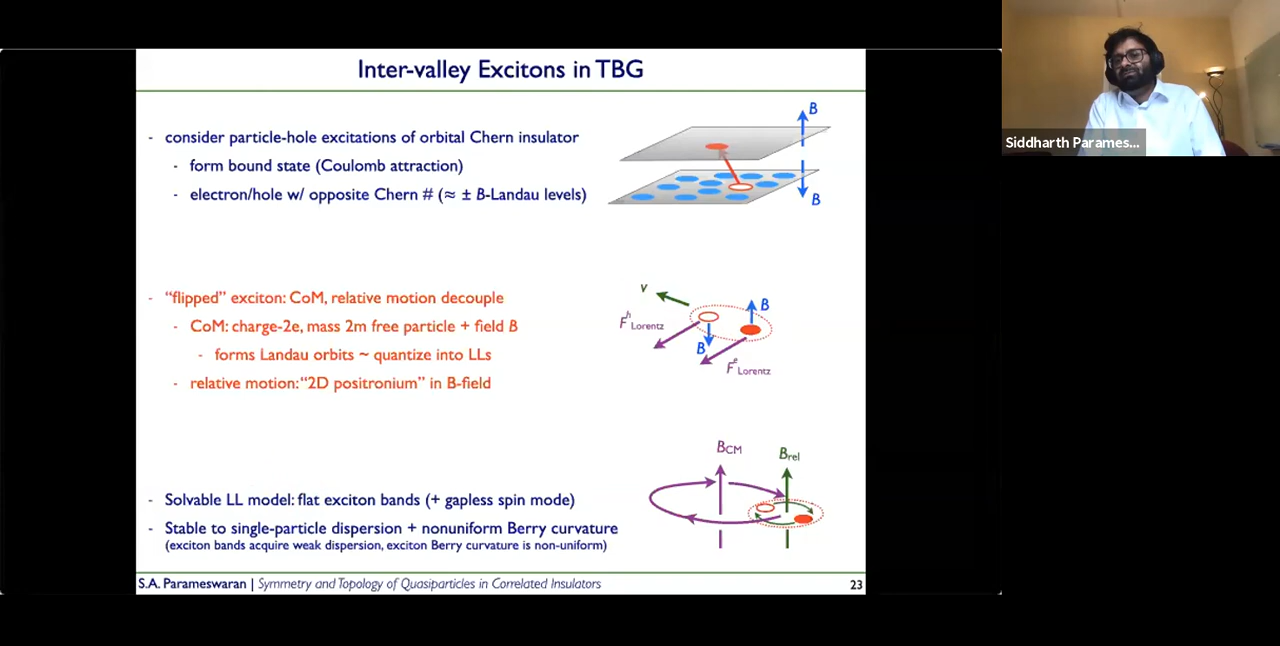 Inter-valley Excitons in TBG
- consider particle-hole excitations of orbital Chern insulator
- form bound state (Coulomb attraction)
- electron/hole w/ opposite Chern # (≈ ± B-Landau levels)
B
B
- "flipped" exciton: CoM, relative motion decouple
- CoM: charge-2e, mass 2m free particle + field B
- forms Landau orbits ~ quantize into LLs
- relative motion: "2D positronium" in B-field
v
B
F^h_Lorentz
B
F^e_Lorentz
B_CM
B_rel
- Solvable LL model: flat exciton bands (+ gapless spin mode)
- Stable to single-particle dispersion + nonuniform Berry curvature
(exciton bands acquire weak dispersion, exciton Berry curvature is non-uniform)
S.A. Parameswaran | Symmetry and Topology of Quasiparticles in Correlated Insulators
23
Siddharth Parames...